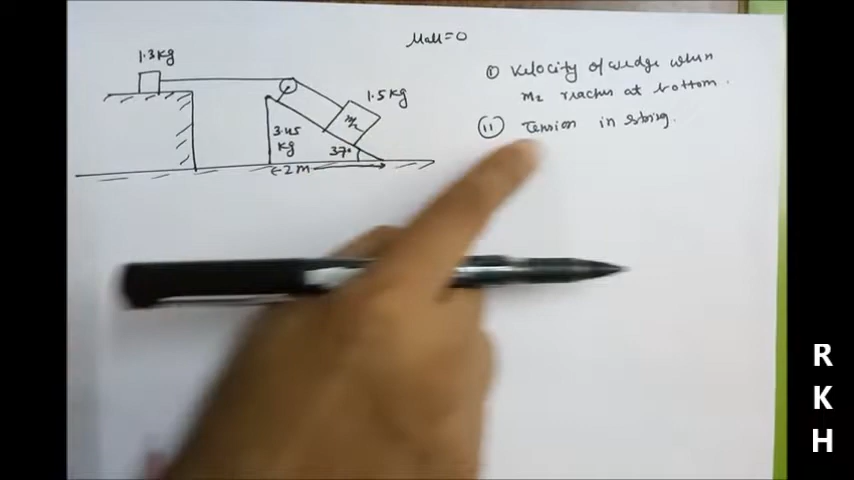 μall = 0
1.3 kg
1.5 kg
m2
3.45
kg
37°
2 m
(i) Velocity of wedge when
m2 reaches at bottom.
(ii) Tension in string.
R
K
H